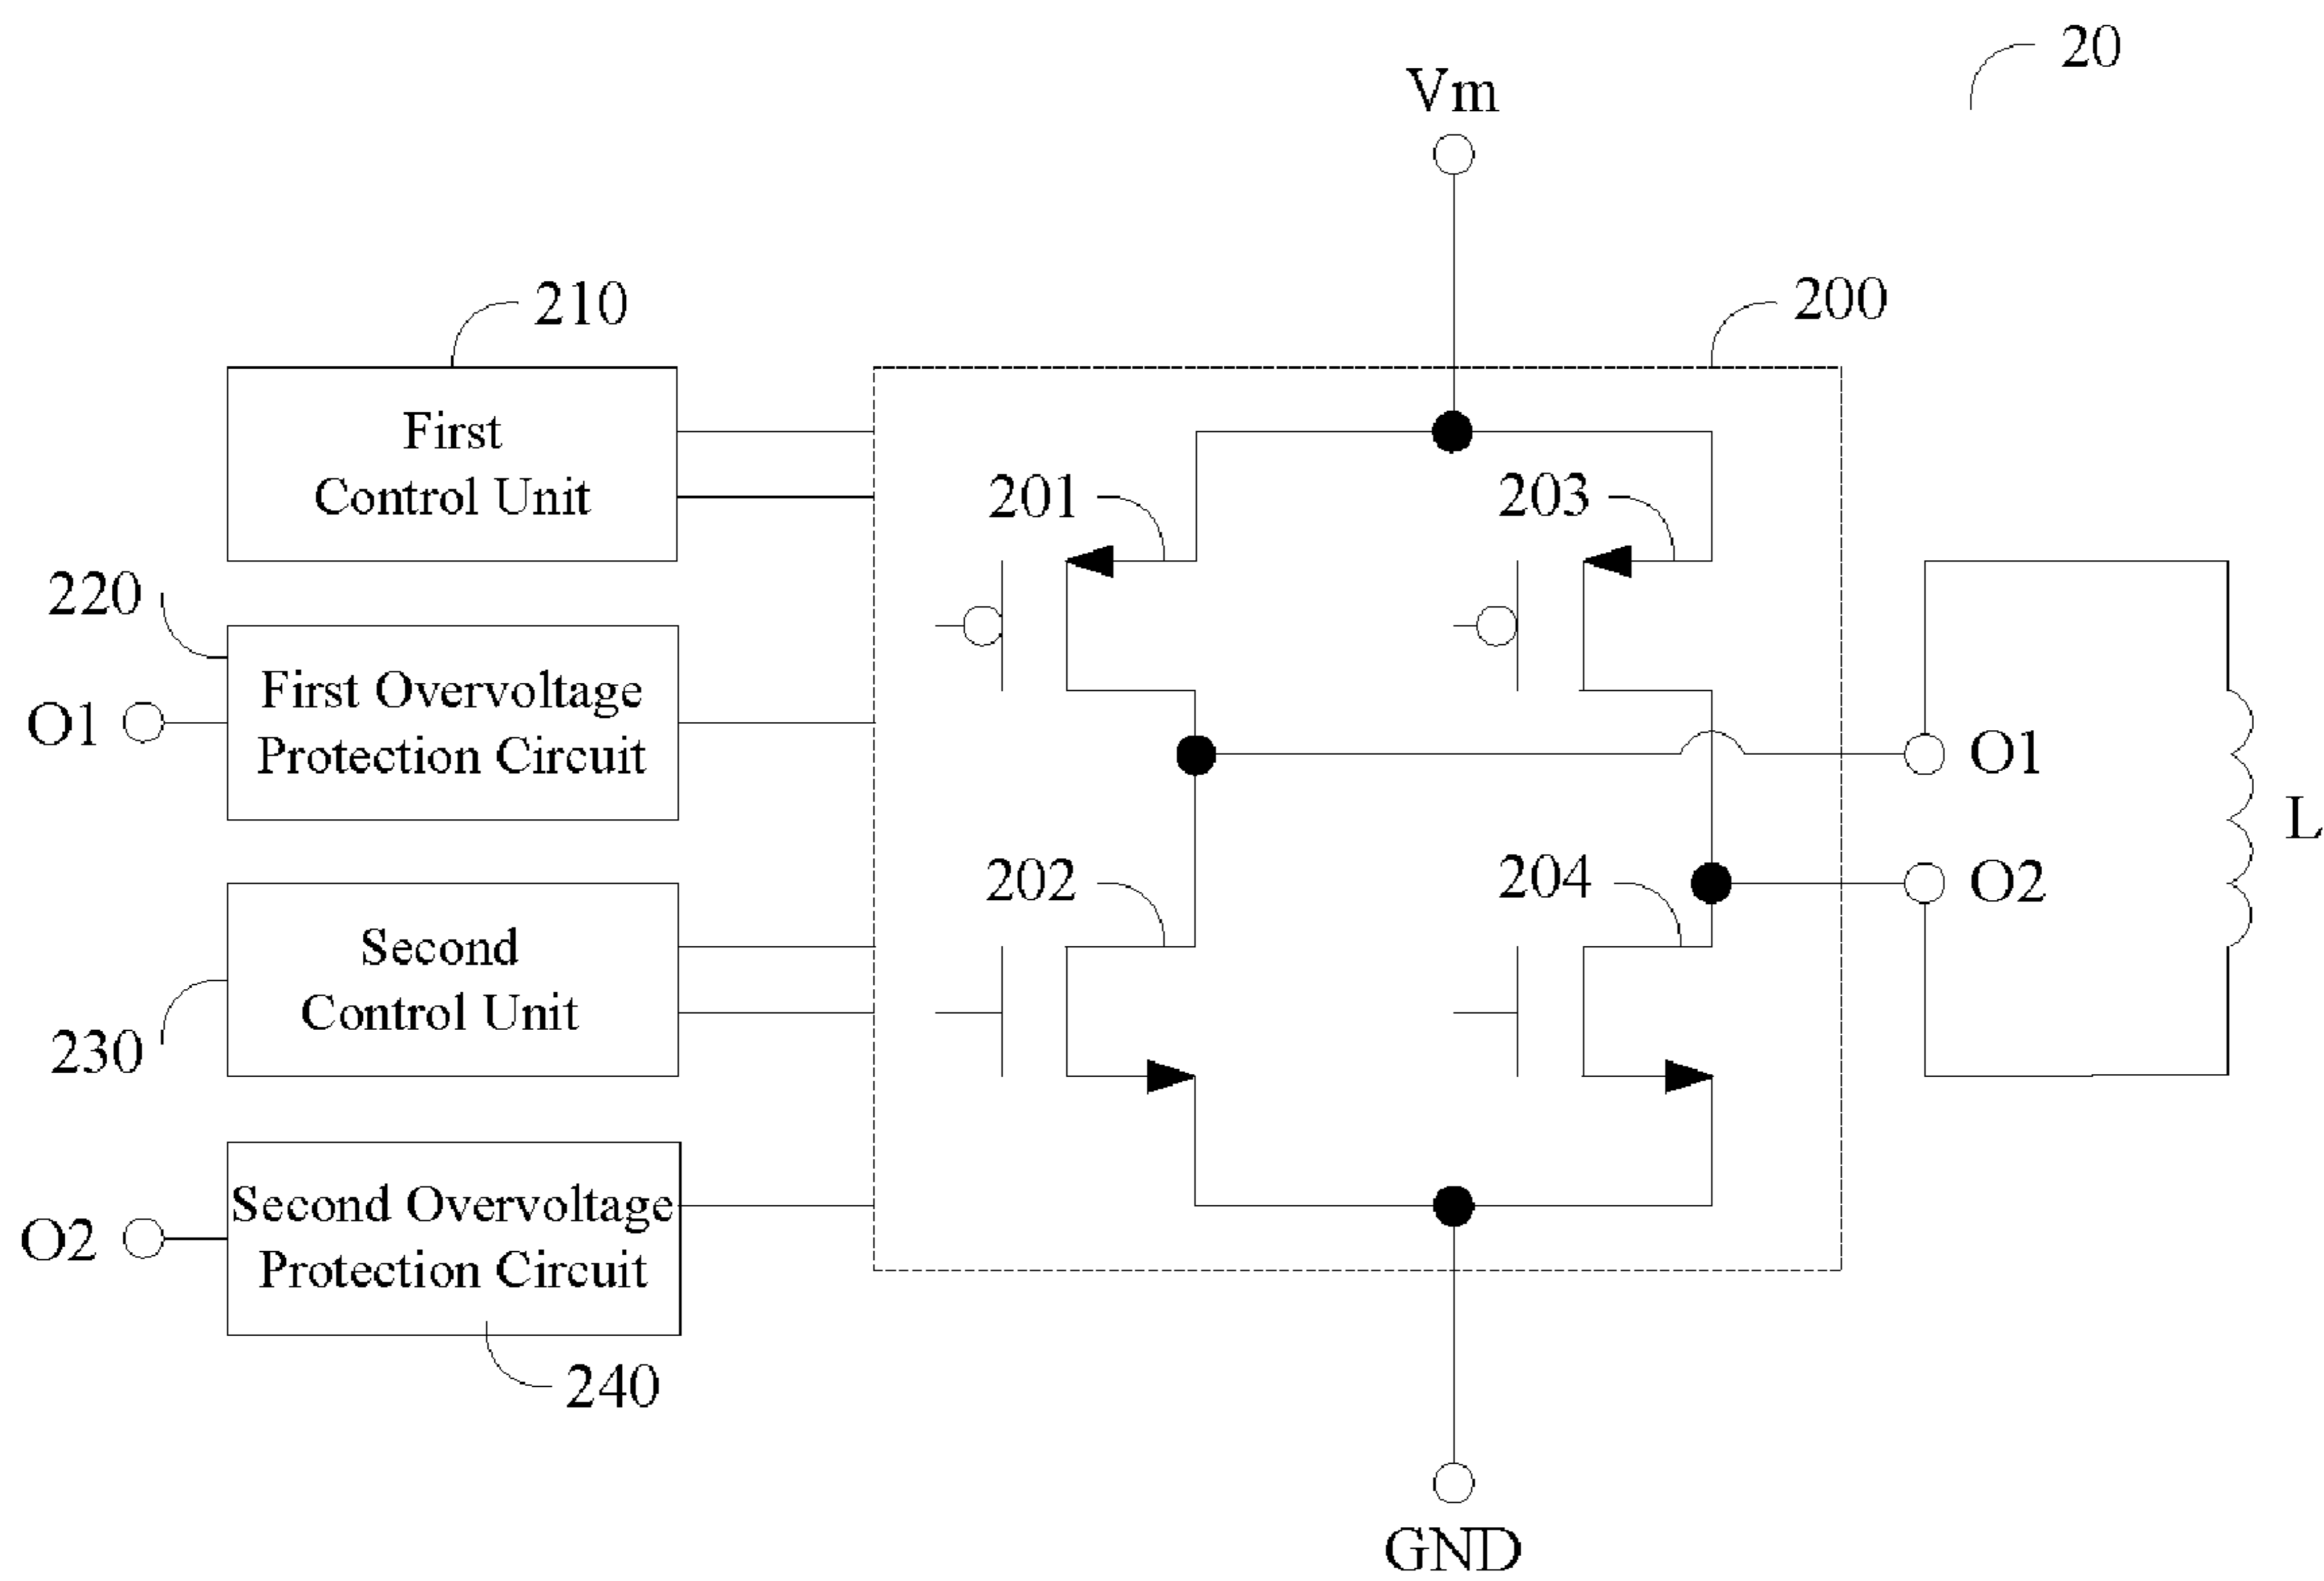 20
Vm
210
200
First
Control Unit
201
203
220
First Overvoltage
Protection Circuit
O1
O1
L
202
204
O2
Second
Control Unit
230
Second Overvoltage
Protection Circuit
O2
240
GND